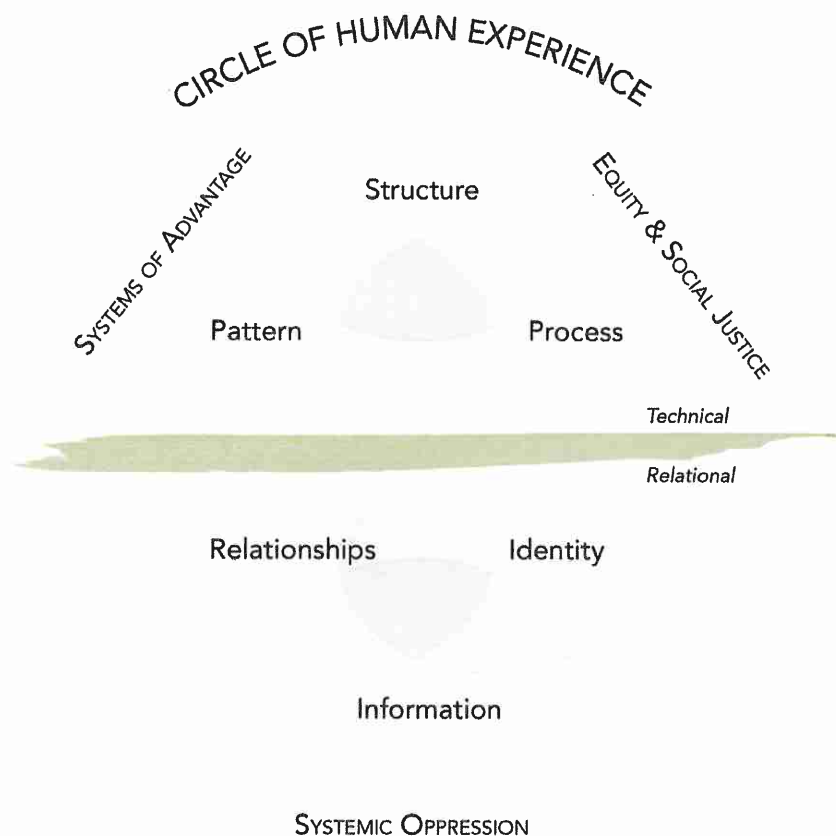 CIRCLE OF HUMAN EXPERIENCE
SYSTEMS OF ADVANTAGE
EQUITY & SOCIAL JUSTICE
Structure
Pattern
Process
Technical
Relational
Relationships
Identity
Information
SYSTEMIC OPPRESSION